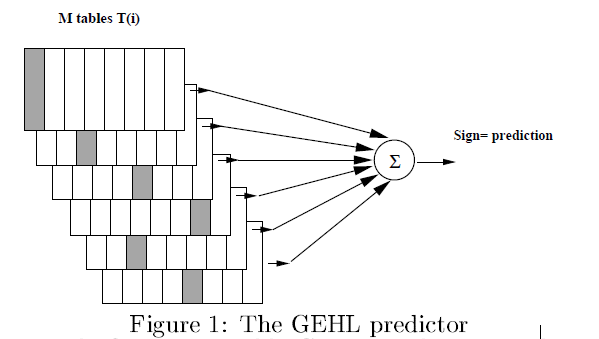 M tables T(i)
Sign= prediction
Σ
Figure 1: The GEHL predictor